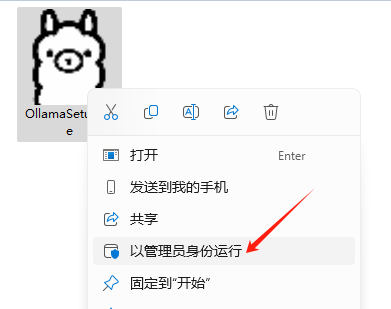 OllamaSetu
e
打开 Enter
发送到我的手机
共享
以管理员身份运行
固定到“开始”